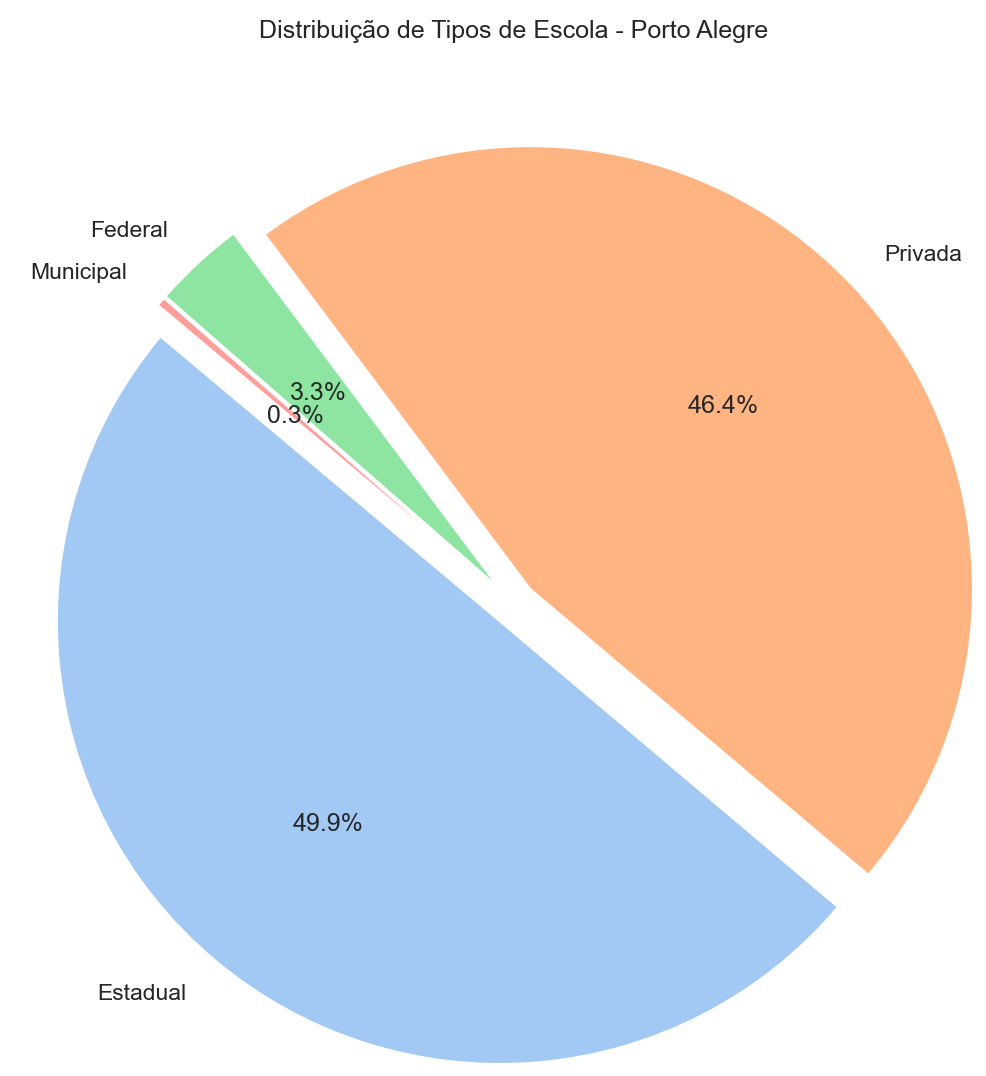 Distribuição de Tipos de Escola - Porto Alegre
Federal
Privada
Municipal
3.3%
46.4%
0.3%
49.9%
Estadual